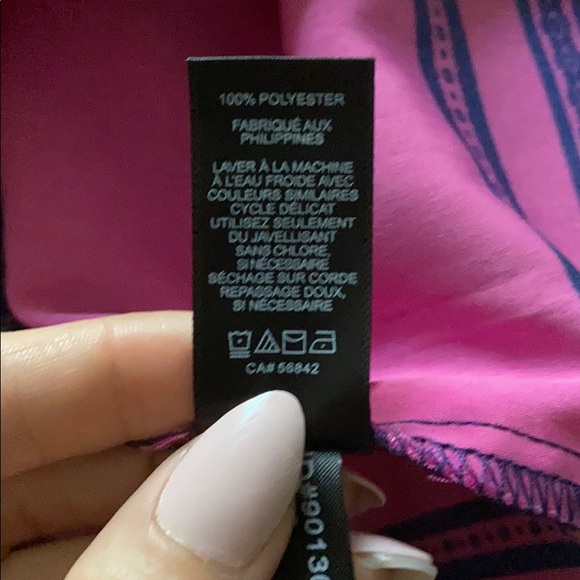 100% POLYESTER
FABRIQUÉ AUX
PHILIPPINES
LAVER À LA MACHINE
À L'EAU FROIDE AVEC
COULEURS SIMILAIRES
CYCLE DÉLICAT
UTILISEZ SEULEMENT
DU JAVELLISANT
SANS CHLORE,
SI NÉCESSAIRE
SÉCHAGE SUR CORDE
REPASSAGE DOUX,
SI NÉCESSAIRE
CA# 56842